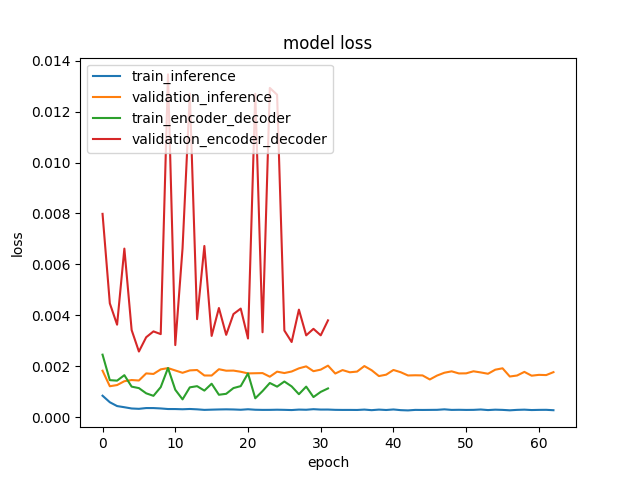 model loss
train_inference
validation_inference
train_encoder_decoder
validation_encoder_decoder
0.014
0.012
0.010
0.008
0.006
0.004
0.002
0.000
loss
0 10 20 30 40 50 60
epoch